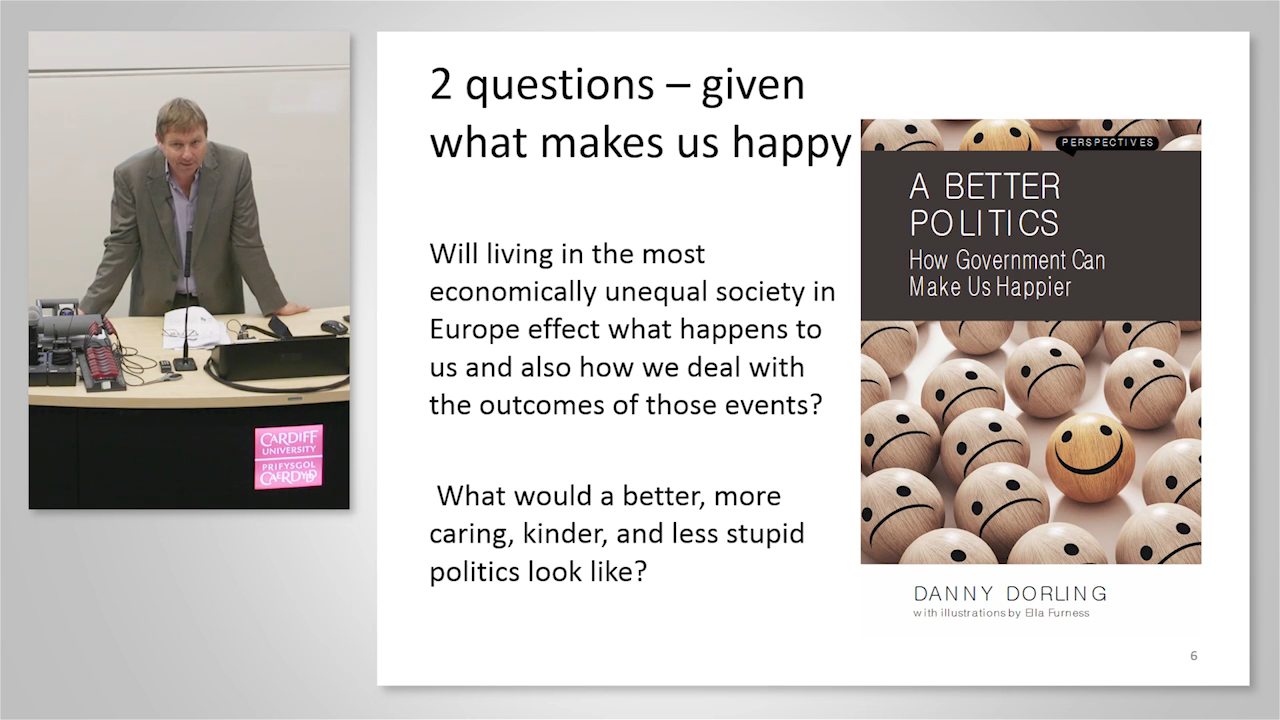 2 questions – given
what makes us happy
Will living in the most
economically unequal society in
Europe effect what happens to
us and also how we deal with
the outcomes of those events?
What would a better, more
caring, kinder, and less stupid
politics look like?
PERSPECTIVES
A BETTER
POLITICS
How Government Can
Make Us Happier
DANNY DORLING
with illustrations by Ella Furness
6
CARDIFF
UNIVERSITY
PRIFYSGOL
CAERDYDD